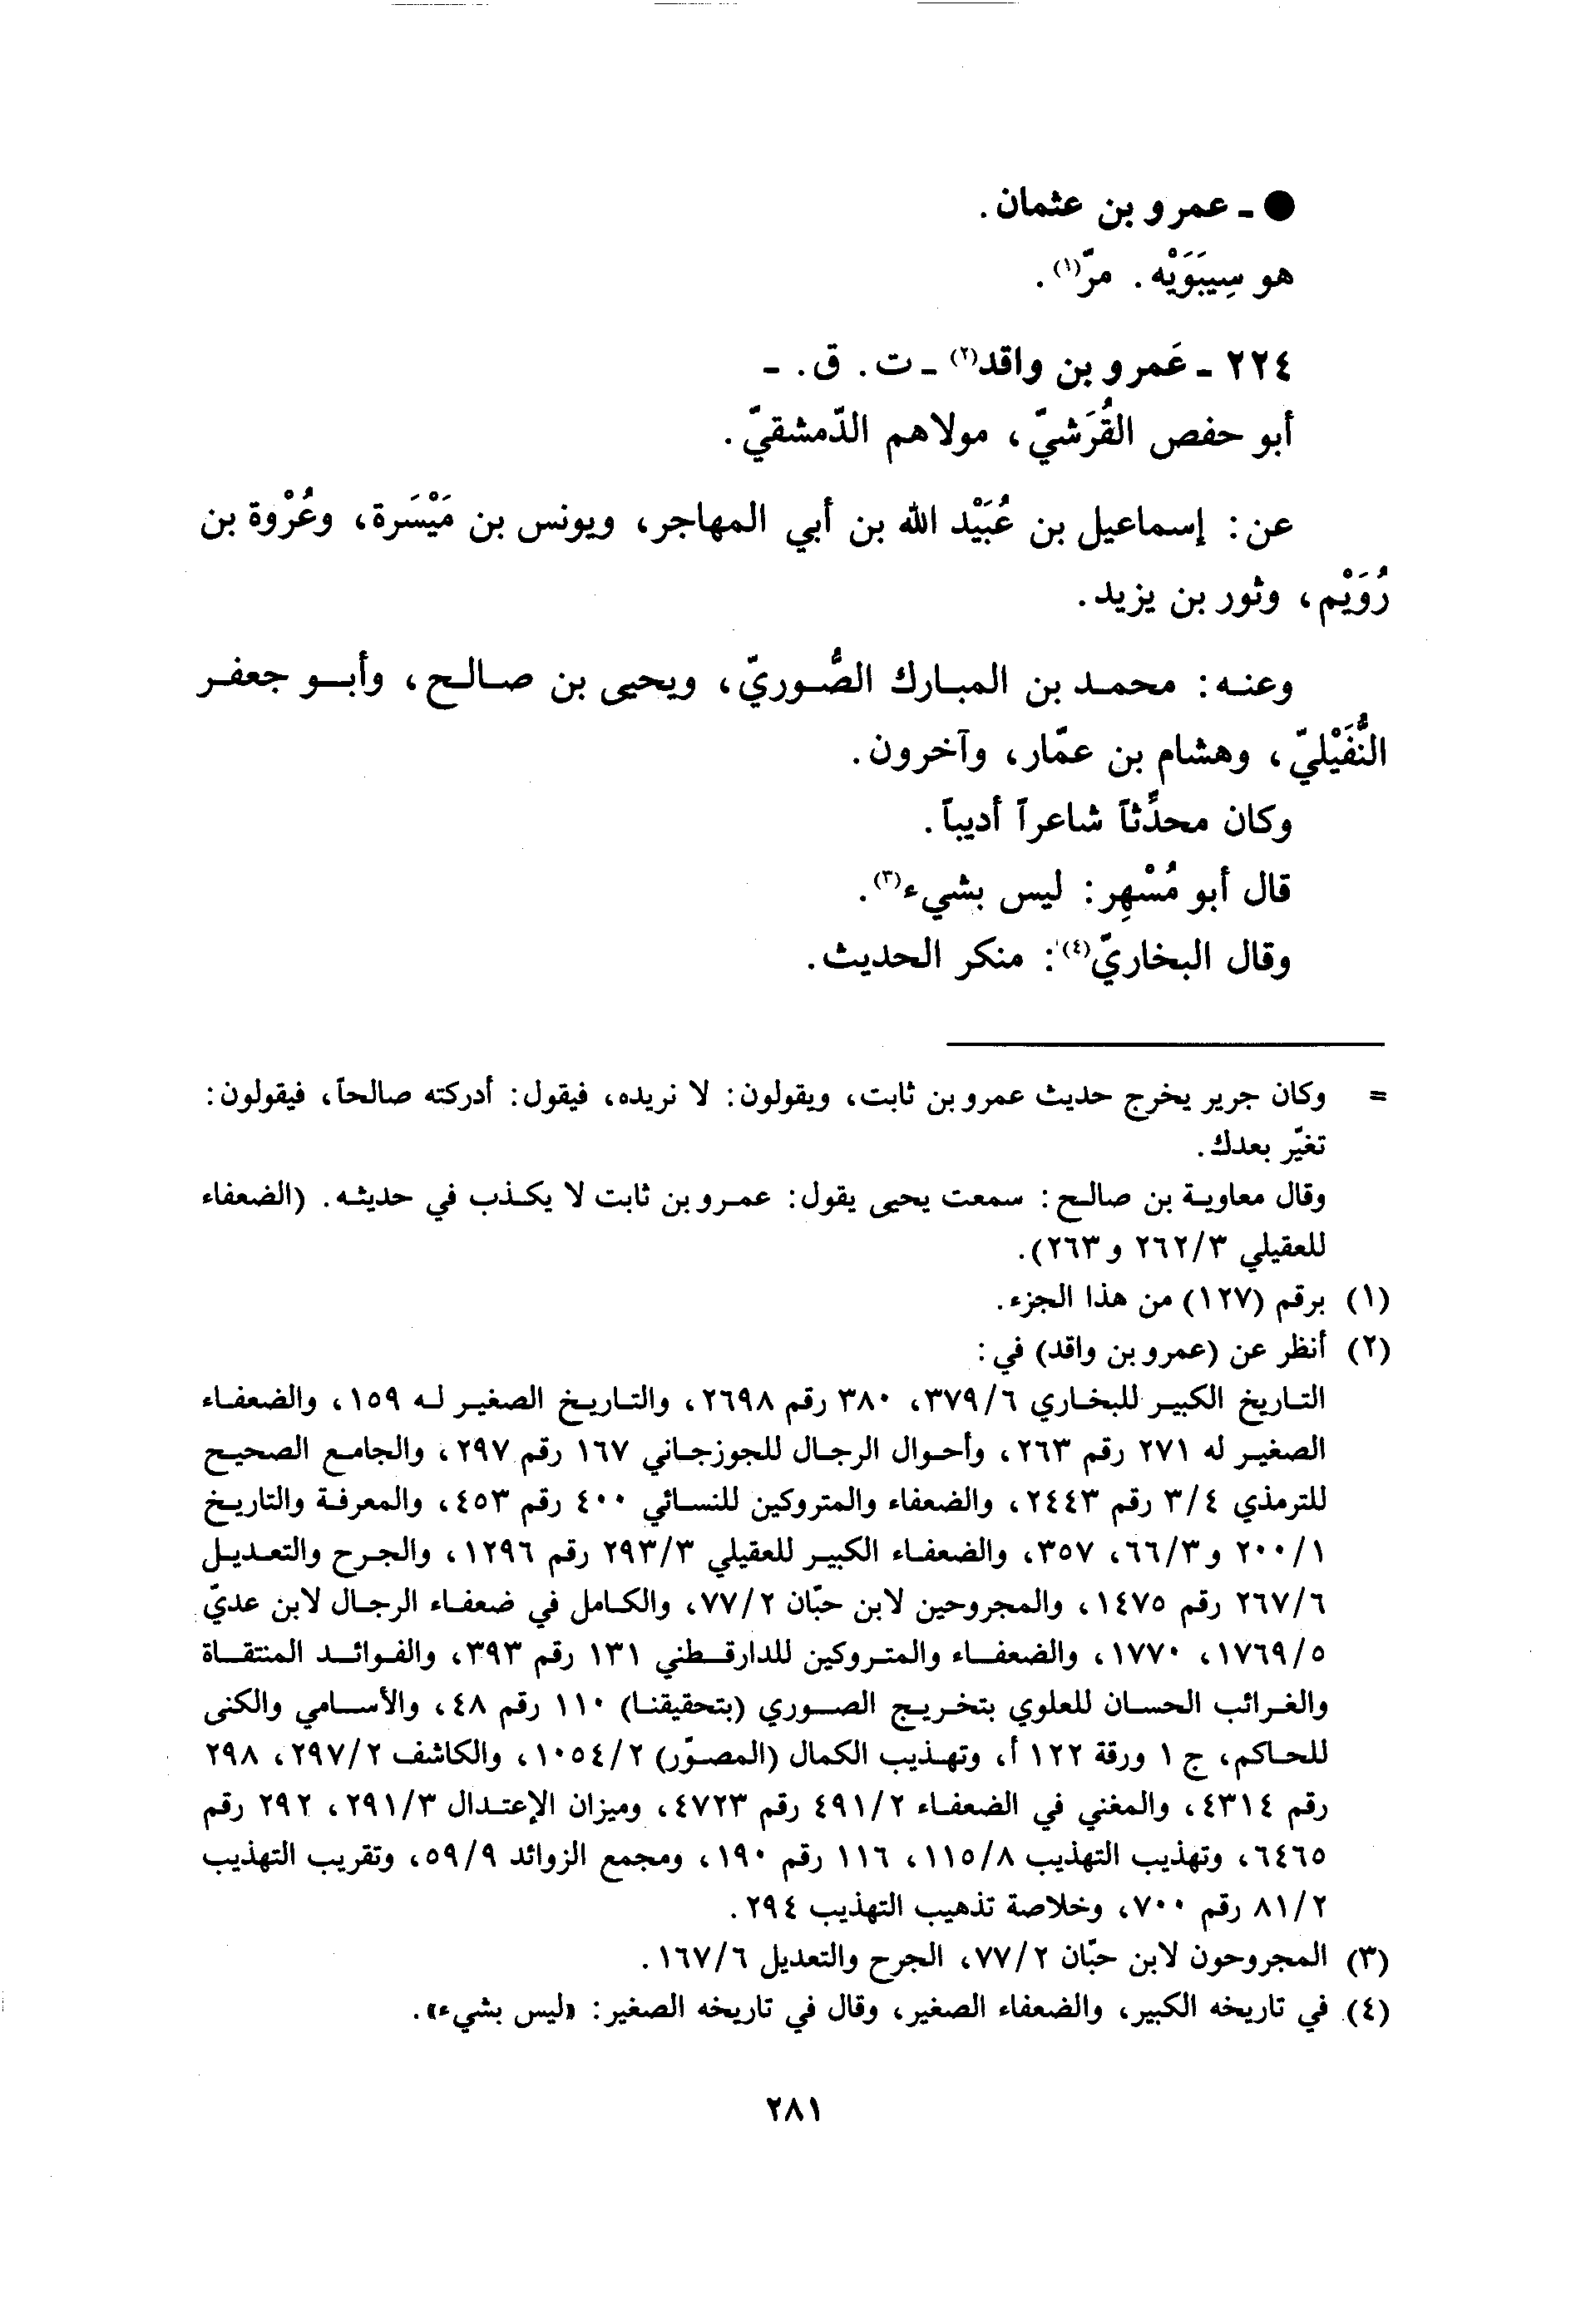 ● - عمرو بن عثمان.
هو سِيبَوَيْه. مرّ(١).
٢٢٤ - عَمرو بن واقد(٢) - ت. ق. -
أبو حفص القُرَشيّ، مولاهم الدّمشقيّ.
عن: إسماعيل بن عُبَيْد الله بن أبي المهاجر، ويونس بن مَيْسَرة، وعُرْوة بن
رُوَيْم، وثور بن يزيد.
وعنه: محمد بن المبارك الصُّوريّ، ويحيى بن صالح، وأبو جعفر
النُّفَيْليّ، وهشام بن عمّار، وآخرون.
وكان محدِّثاً شاعراً أديباً.
قال أبو مُسْهِر: ليس بشيء(٣).
وقال البخاريّ(٤): منكر الحديث.
= وكان جرير يخرج حديث عمرو بن ثابت، ويقولون: لا نريده، فيقول: أدركته صالحاً، فيقولون:
تغيّر بعدك.
وقال معاوية بن صالح: سمعت يحيى يقول: عمرو بن ثابت لا يكذب في حديثه. (الضعفاء
للعقيلي ٢٦٢/٣ و٢٦٣).
(١) برقم (١٢٧) من هذا الجزء.
(٢) أنظر عن (عمرو بن واقد) في:
التاريخ الكبير للبخاري ٣٧٩/٦، ٣٨٠ رقم ٢٦٩٨، والتاريخ الصغير له ١٥٩، والضعفاء
الصغير له ٢٧١ رقم ٢٦٣، وأحوال الرجال للجوزجاني ١٦٧ رقم ٢٩٧، والجامع الصحيح
للترمذي ٣/٤ رقم ٢٤٤٣، والضعفاء والمتروكين للنسائي ٤٠٠ رقم ٤٥٣، والمعرفة والتاريخ
٢٠٠/١ و٦٦/٣، ٣٥٧، والضعفاء الكبير للعقيلي ٢٩٣/٣ رقم ١٢٩٦، والجرح والتعديل
٢٦٧/٦ رقم ١٤٧٥، والمجروحين لابن حبّان ٧٧/٢، والكامل في ضعفاء الرجال لابن عديّ
١٧٦٩/٥، ١٧٧٠، والضعفاء والمتروكين للدارقطني ١٣١ رقم ٣٩٣، والفوائد المنتقاة
والغرائب الحسان للعلوي بتخريج الصوري (بتحقيقنا) ١١٠ رقم ٤٨، والأسامي والكنى
للحاكم، ج ١ ورقة ١٢٢ أ، وتهذيب الكمال (المصوّر) ١٠٥٤/٢، والكاشف ٢٩٧/٢، ٢٩٨
رقم ٤٣١٤، والمغني في الضعفاء ٤٩١/٢ رقم ٤٧٢٣، وميزان الإعتدال ٢٩١/٣، ٢٩٢ رقم
٦٤٦٥، وتهذيب التهذيب ١١٥/٨، ١١٦ رقم ١٩٠، ومجمع الزوائد ٥٩/٩، وتقريب التهذيب
٨١/٢ رقم ٧٠٠، وخلاصة تذهيب التهذيب ٢٩٤.
(٣) المجروحون لابن حبّان ٧٧/٢، الجرح والتعديل ١٦٧/٦.
(٤) في تاريخه الكبير، والضعفاء الصغير، وقال في تاريخه الصغير: «ليس بشيء».
٢٨١